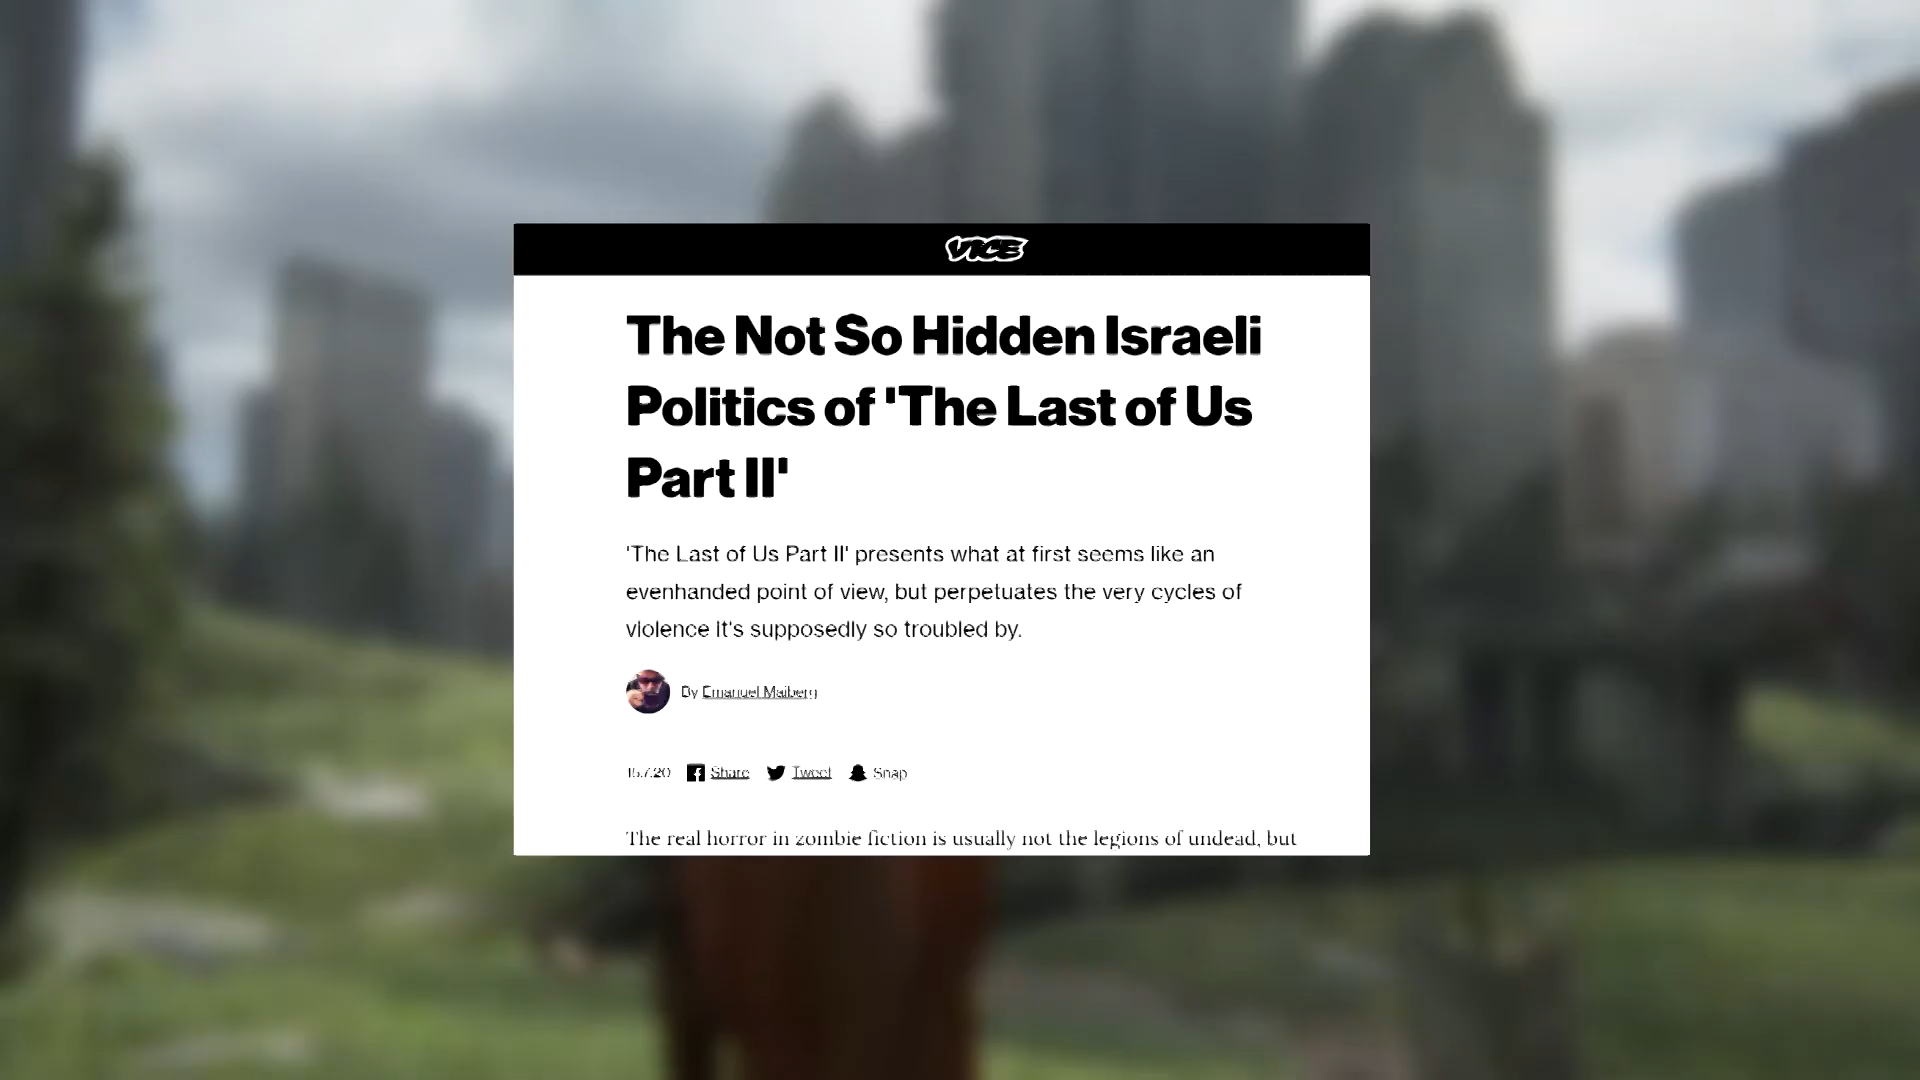 VICE
The Not So Hidden Israeli
Politics of 'The Last of Us
Part II'
'The Last of Us Part II' presents what at first seems like an
evenhanded point of view, but perpetuates the very cycles of
violence it's supposedly so troubled by.
By Emanuel Maiberg
15.7.20 Share Tweet Snap
The real horror in zombie fiction is usually not the legions of undead, but